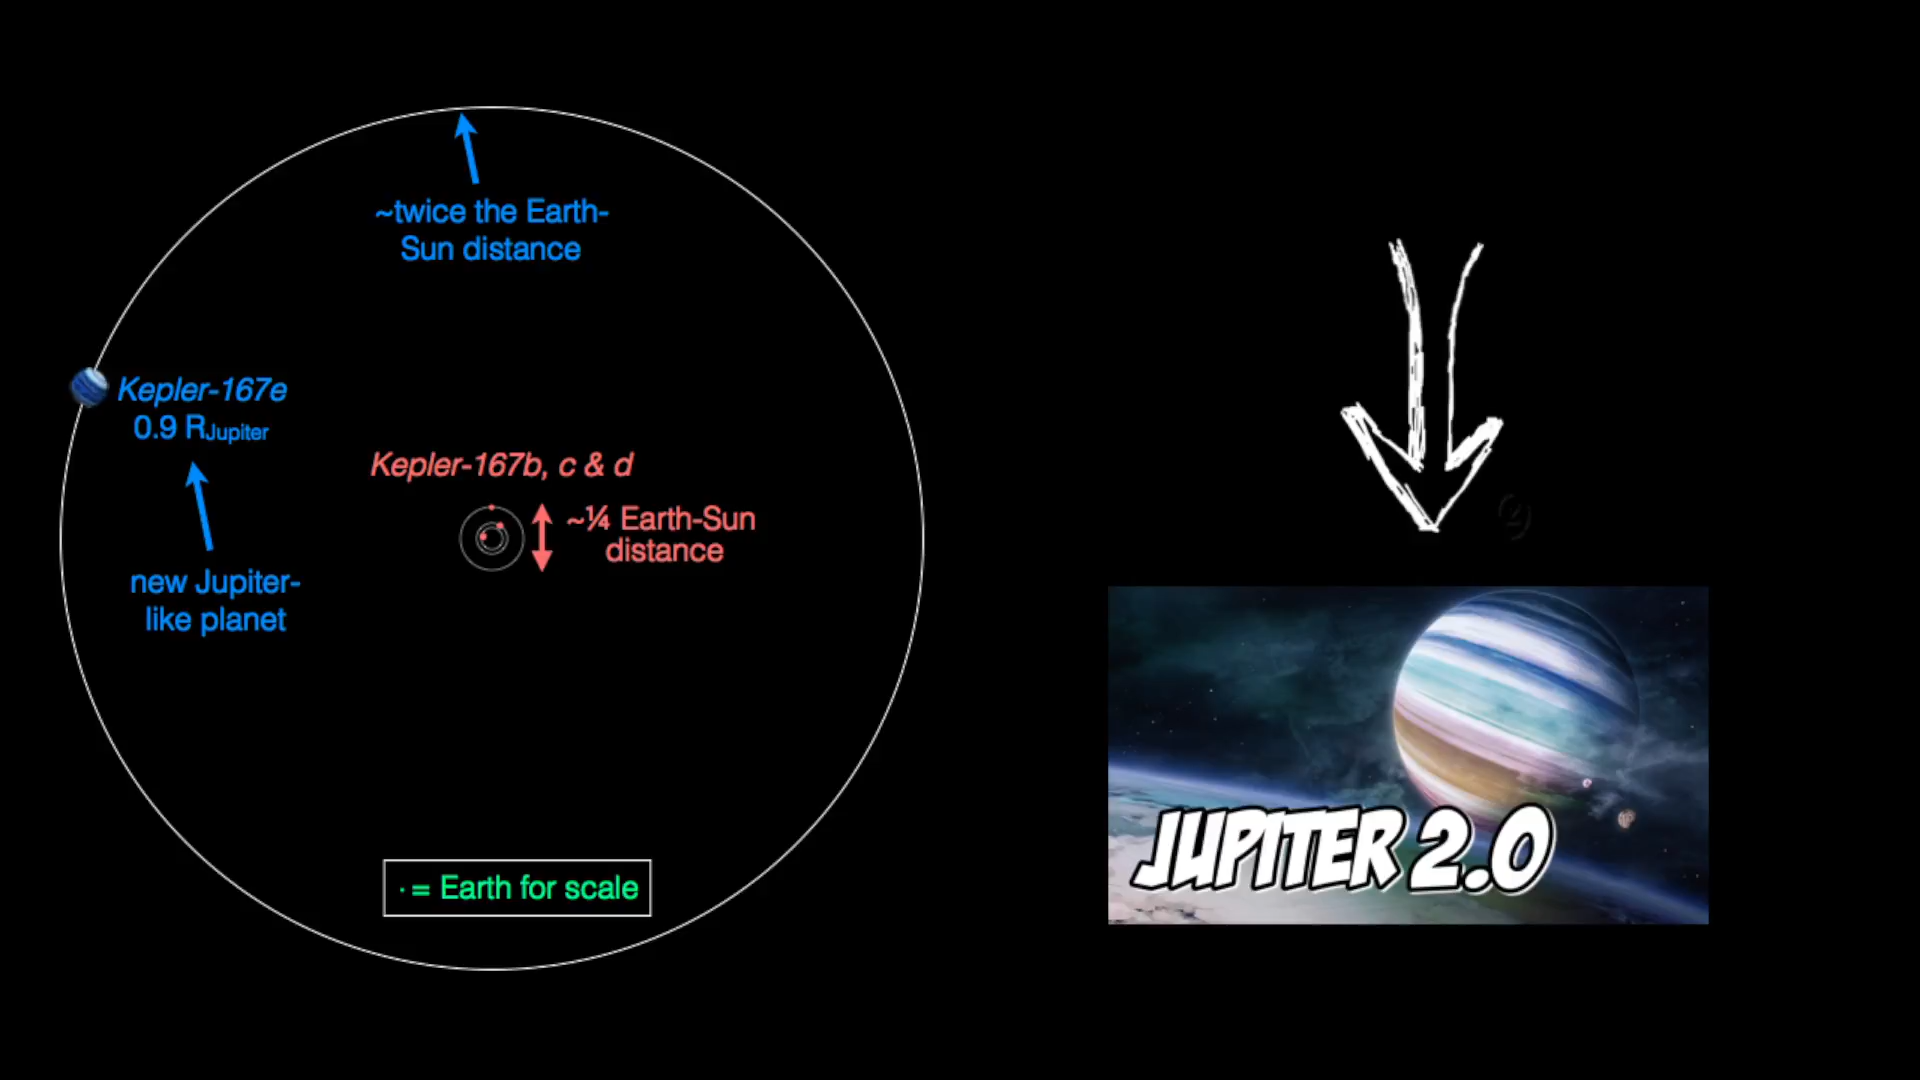 ~twice the Earth-
Sun distance
Kepler-167e
0.9 RJupiter
Kepler-167b, c & d
~¼ Earth-Sun
distance
new Jupiter-
like planet
· = Earth for scale
JUPITER 2.0